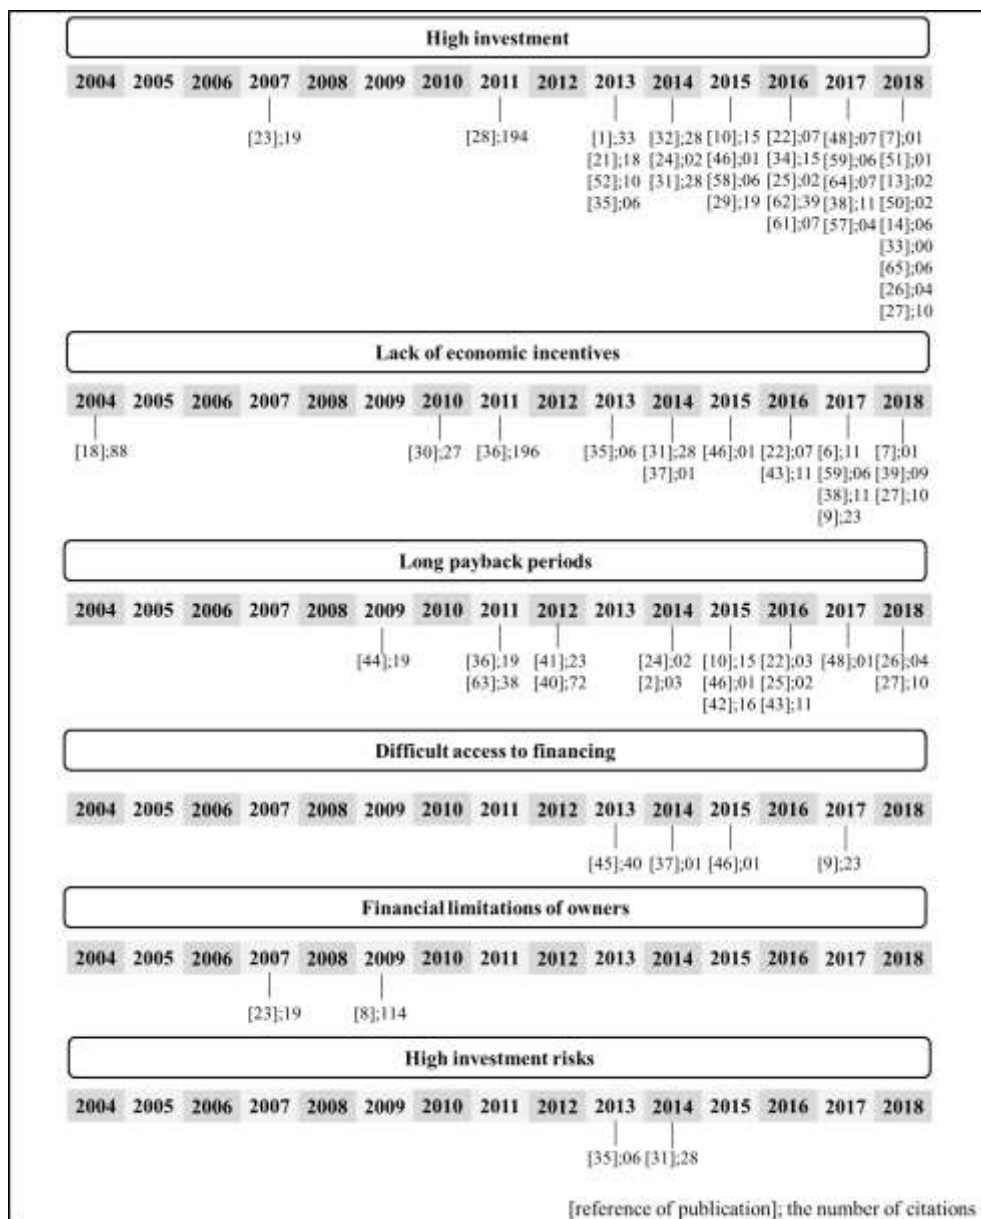 High investment
2004 2005 2006 2007 2008 2009 2010 2011 2012 2013 2014 2015 2016 2017 2018
[23];19 [28];194 [1];33 [32];28 [10];15 [22];07 [48];07 [7];01
[21];18 [24];02 [46];01 [34];15 [59];06 [51];01
[52];10 [31];28 [58];06 [25];02 [64];07 [13];02
[35];06 [29];19 [62];39 [38];11 [50];02
[61];07 [57];04 [14];06
[33];00
[65];06
[26];04
[27];10
Lack of economic incentives
2004 2005 2006 2007 2008 2009 2010 2011 2012 2013 2014 2015 2016 2017 2018
[18];88 [30];27 [36];196 [35];06 [31];28 [46];01 [22];07 [6];11 [7];01
[37];01 [43];11 [59];06 [39];09
[38];11 [27];10
[9];23
Long payback periods
2004 2005 2006 2007 2008 2009 2010 2011 2012 2013 2014 2015 2016 2017 2018
[44];19 [36];19 [41];23 [24];02 [10];15 [22];03 [48];01 [26];04
[63];38 [40];72 [2];03 [46];01 [25];02 [27];10
[42];16 [43];11
Difficult access to financing
2004 2005 2006 2007 2008 2009 2010 2011 2012 2013 2014 2015 2016 2017 2018
[45];40 [37];01 [46];01 [9];23
Financial limitations of owners
2004 2005 2006 2007 2008 2009 2010 2011 2012 2013 2014 2015 2016 2017 2018
[23];19 [8];114
High investment risks
2004 2005 2006 2007 2008 2009 2010 2011 2012 2013 2014 2015 2016 2017 2018
[35];06 [31];28
[reference of publication]; the number of citations